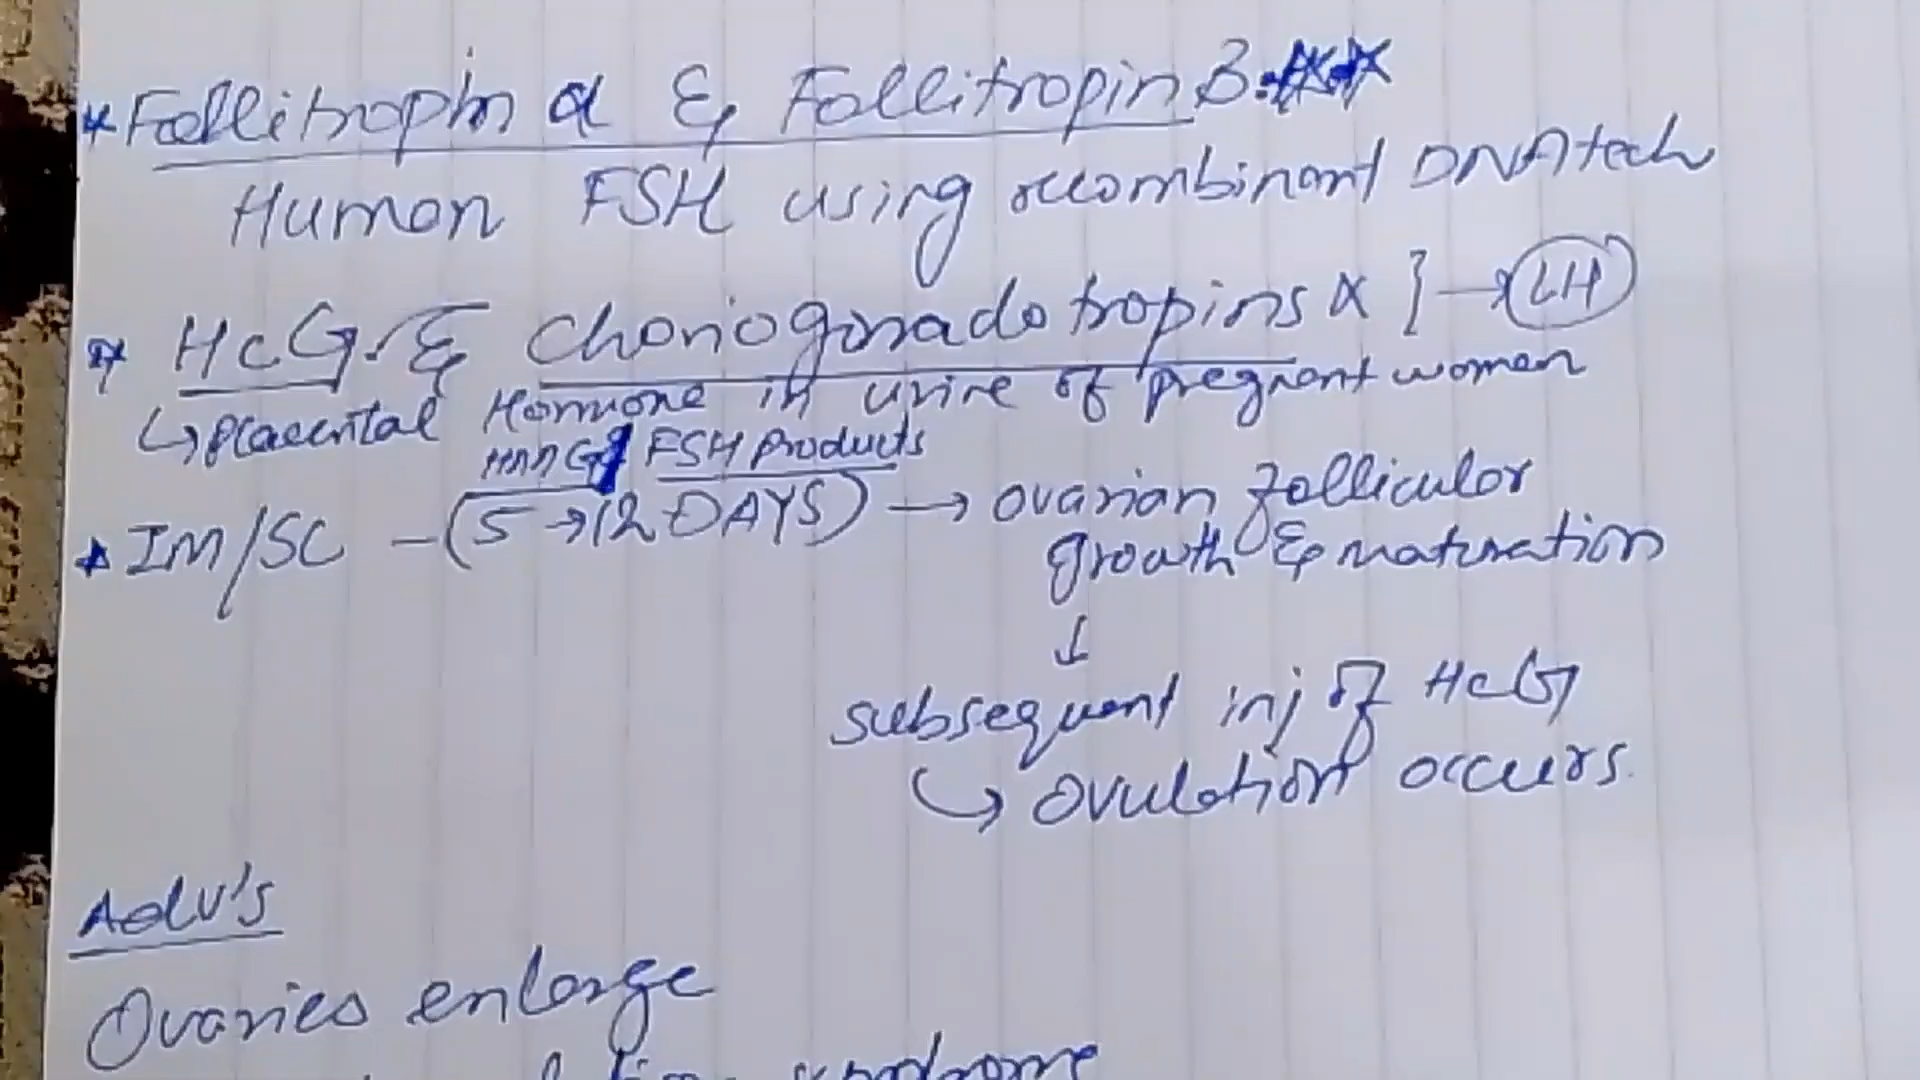 * Follitropin α & Follitropin β.**
Human FSH using recombinant DNA tech
* HcG & Choriogonadotropins α ] → LH
↳ placental Hormone in urine of pregnant women
HMG / FSH Products
* IM/SC - (5 → 12 DAYS) → ovarian follicular
growth & maturation
↓
subsequent inj of HcG
↳ ovulation occurs.
Adv's
Ovaries enlarge
syndrome